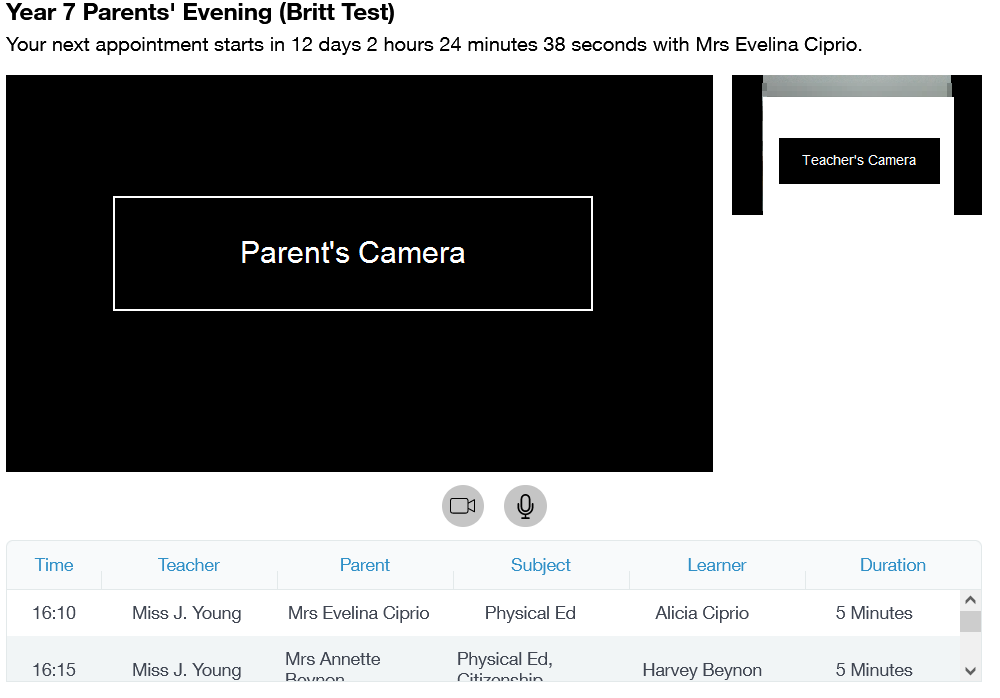 Year 7 Parents' Evening (Britt Test)
Your next appointment starts in 12 days 2 hours 24 minutes 38 seconds with Mrs Evelina Ciprio.
Teacher's Camera
Parent's Camera
Time Teacher Parent Subject Learner Duration
16:10 Miss J. Young Mrs Evelina Ciprio Physical Ed Alicia Ciprio 5 Minutes
16:15 Miss J. Young Mrs Annette Beynon Physical Ed, Citizenship Harvey Beynon 5 Minutes